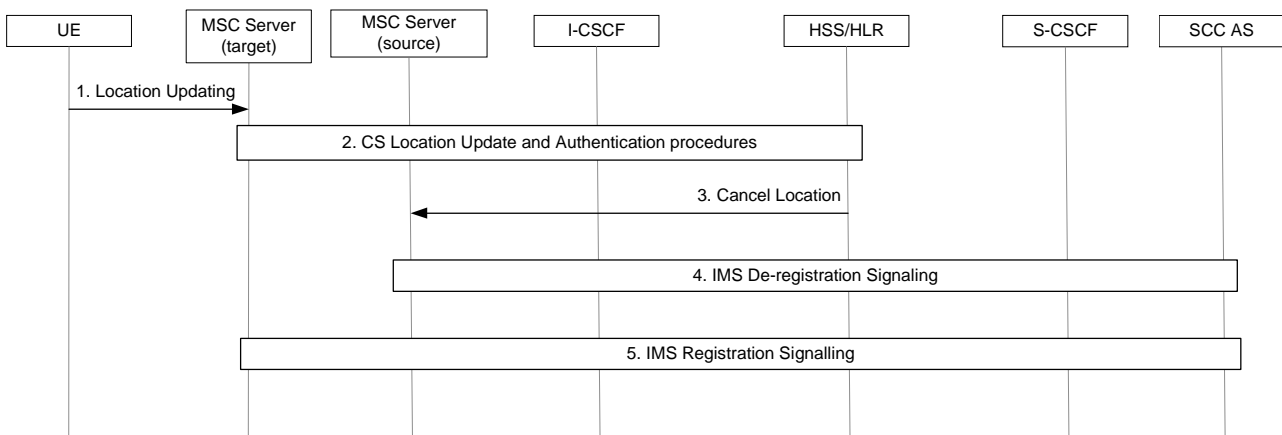 UE
MSC Server
(target)
MSC Server
(source)
I-CSCF
HSS/HLR
S-CSCF
SCC AS
1. Location Updating
2. CS Location Update and Authentication procedures
3. Cancel Location
4. IMS De-registration Signaling
5. IMS Registration Signalling